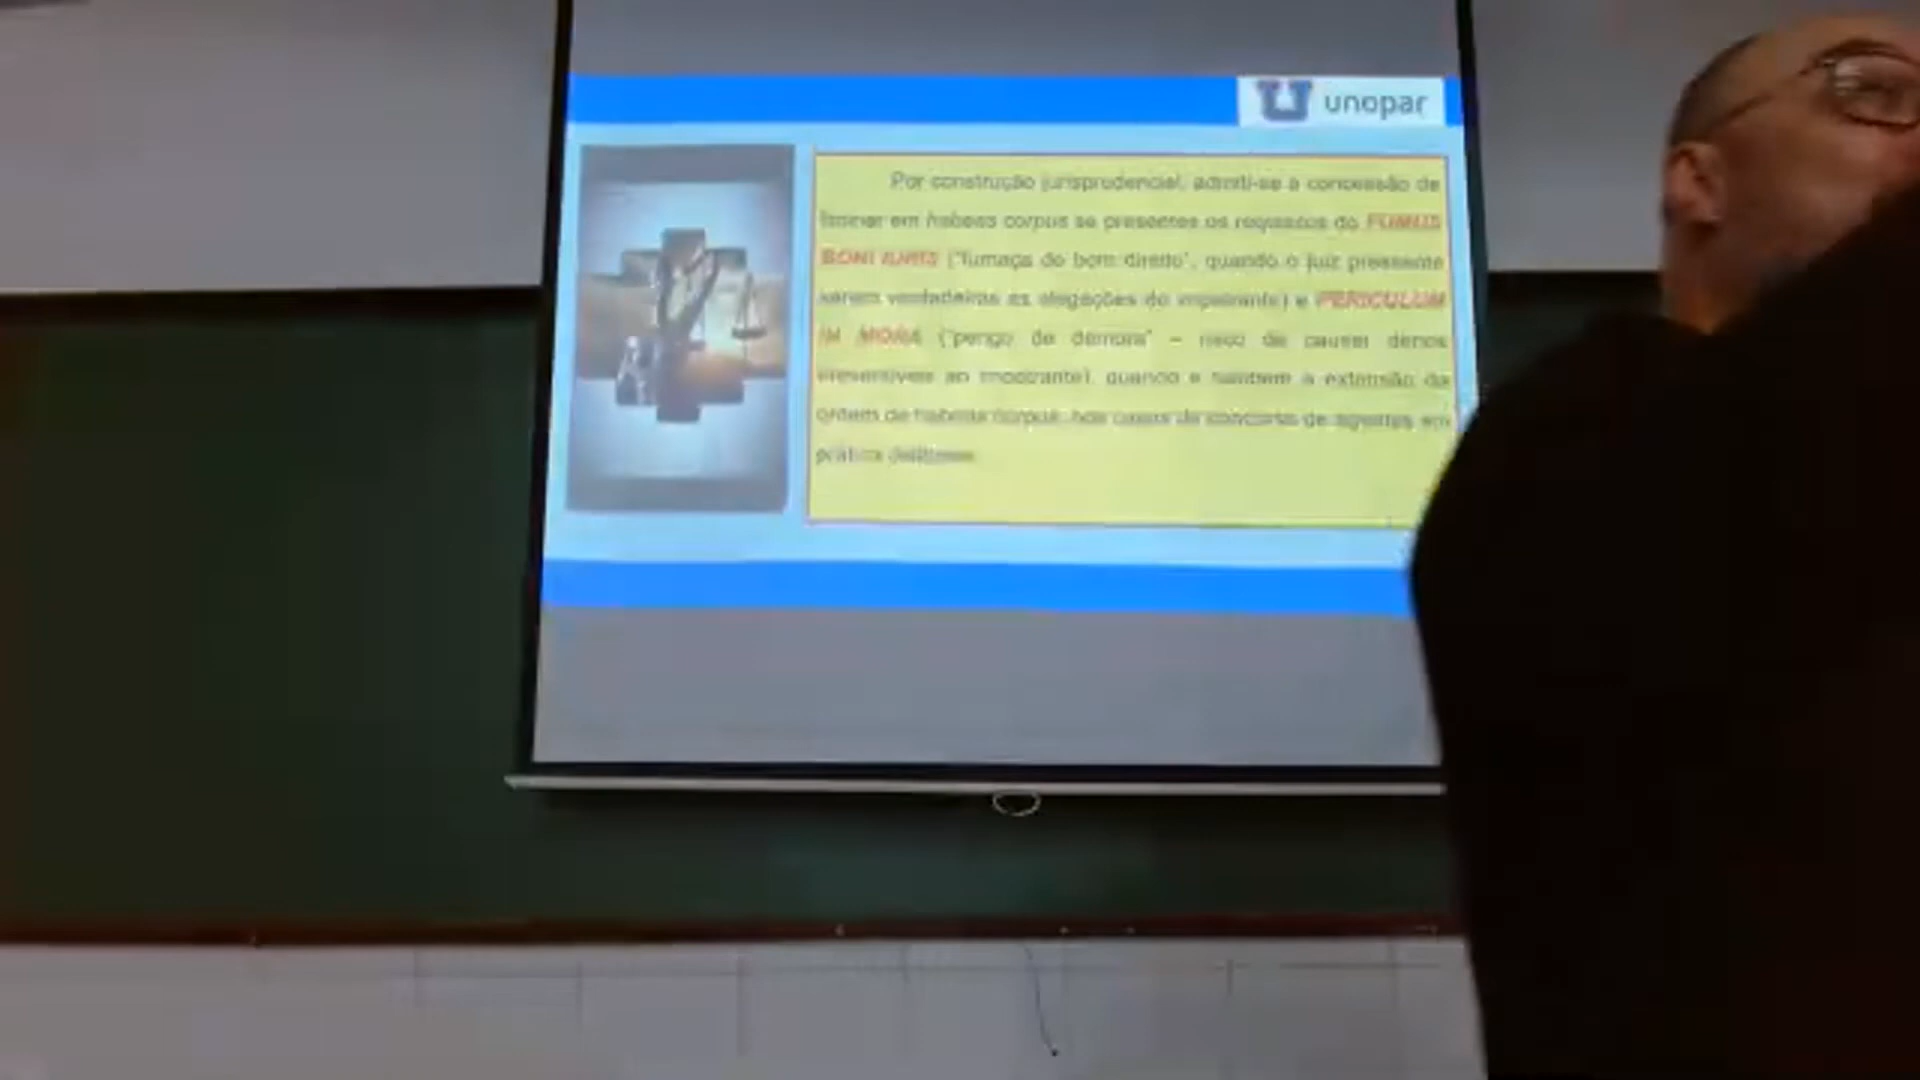 unopar
Por construção jurisprudencial, admiti-se a concessão de
liminar em habeas corpus se presentes os requisitos do FUMUS
BONI IURIS ("fumaça do bom direito", quando o juiz pressente
serem verdadeiras as alegações do impetrante) e PERICULUM
IN MORA ("perigo de demora" – risco de causar danos
ao quando e também a extensão da
ordem de habeas corpus, nos casos de concurso de agentes em
prática